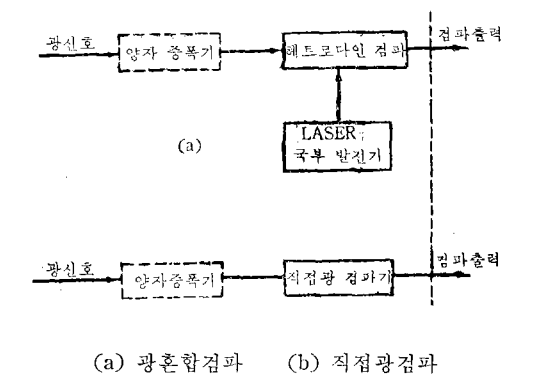 광신호
양자 증폭기
헤트로다인 검파
검파출력
(a)
LASER
국부 발진기
광신호
양자증폭기
직접광 검파기
검파출력
(a) 광혼합검파 (b) 직접광검파